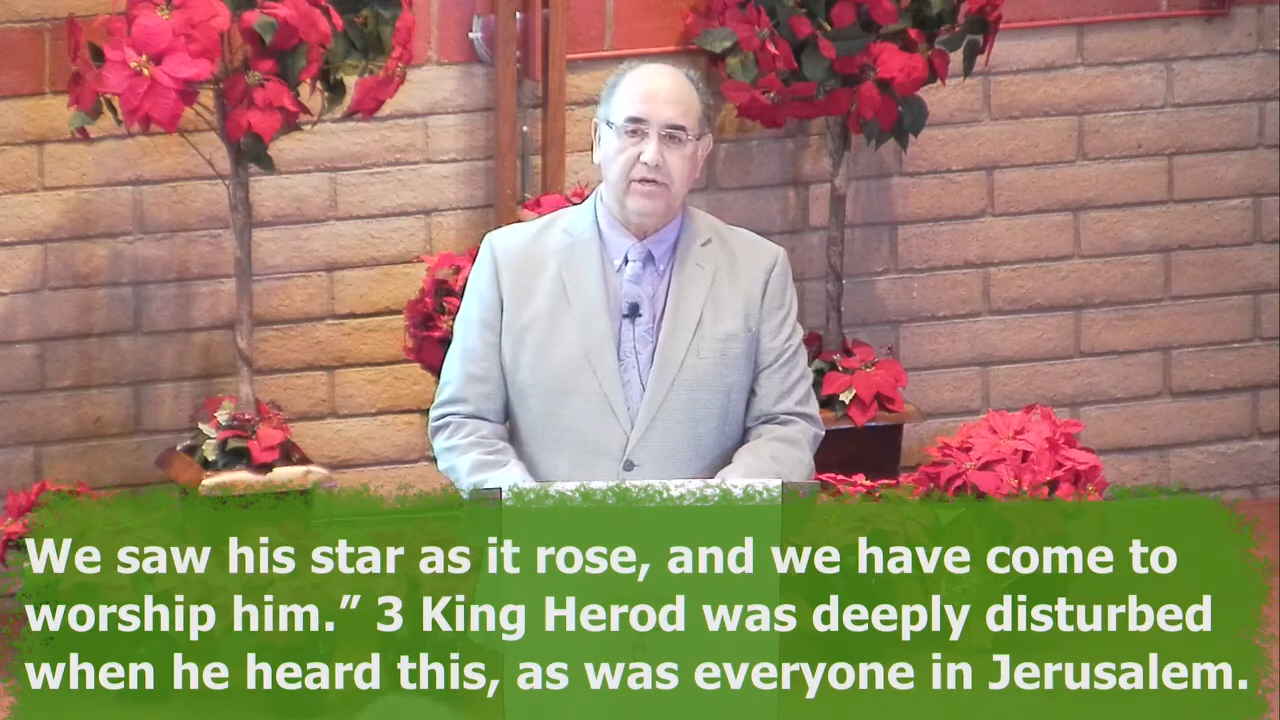 We saw his star as it rose, and we have come to
worship him.” 3 King Herod was deeply disturbed
when he heard this, as was everyone in Jerusalem.